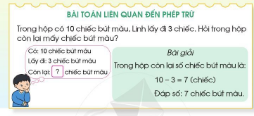 BÀI TOÁN LIÊN QUAN ĐẾN PHÉP TRỪ
Trong hộp có 10 chiếc bút màu. Linh lấy đi 3 chiếc. Hỏi trong hộp
còn lại mấy chiếc bút màu?
Có: 10 chiếc bút màu
Lấy đi: 3 chiếc bút màu
Còn lại: ? chiếc bút màu
Bài giải
Trong hộp còn lại số chiếc bút màu là:
10 – 3 = 7 (chiếc)
Đáp số: 7 chiếc bút màu.